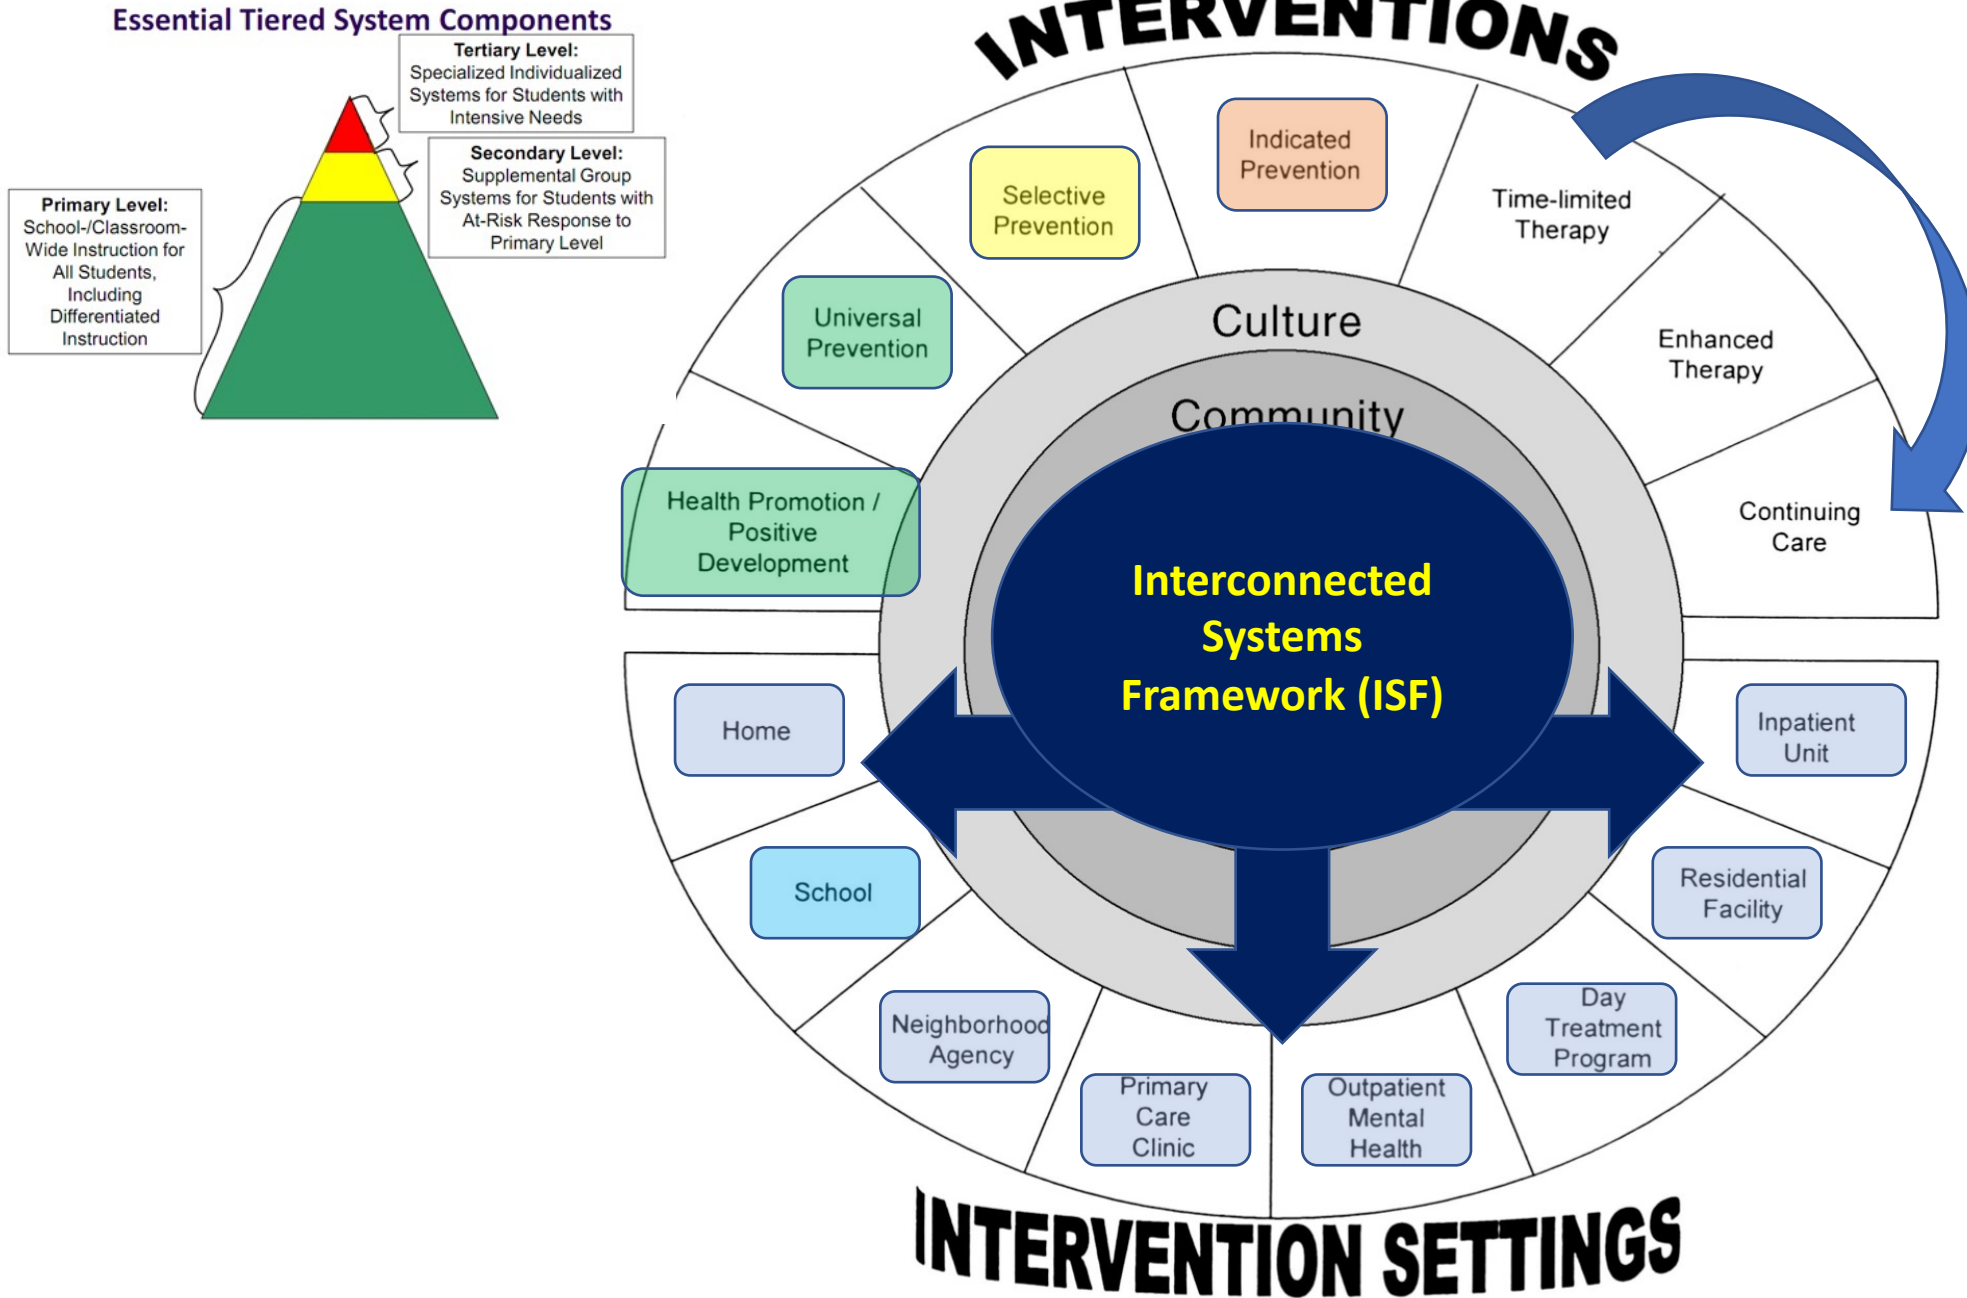 Essential Tiered System Components
Tertiary Level:
Specialized Individualized
Systems for Students with
Intensive Needs
Secondary Level:
Supplemental Group
Systems for Students with
At-Risk Response to
Primary Level
Primary Level:
School-/Classroom-
Wide Instruction for
All Students,
Including
Differentiated
Instruction
INTERVENTIONS
Health Promotion /
Positive
Development
Universal
Prevention
Selective
Prevention
Indicated
Prevention
Time-limited
Therapy
Enhanced
Therapy
Continuing
Care
Culture
Community
Interconnected
Systems
Framework (ISF)
Home
School
Neighborhood
Agency
Primary
Care
Clinic
Outpatient
Mental
Health
Day
Treatment
Program
Residential
Facility
Inpatient
Unit
INTERVENTION SETTINGS